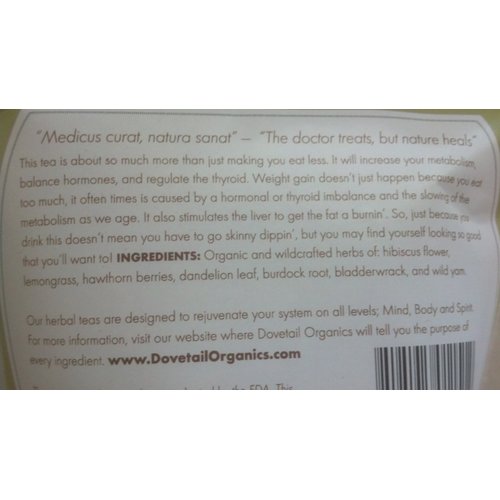 "Medicus curat, natura sanat" – "The doctor treats, but nature heals"
This tea is about so much more than just making you eat less. It will increase your metabolism,
balance hormones, and regulate the thyroid. Weight gain doesn't just happen because you eat
too much, it often times is caused by a hormonal or thyroid imbalance and the slowing of the
metabolism as we age. It also stimulates the liver to get the fat a burnin'. So, just because you
drink this doesn't mean you have to go skinny dippin', but you may find yourself looking so good
that you'll want to! INGREDIENTS: Organic and wildcrafted herbs of: hibiscus flower,
lemongrass, hawthorn berries, dandelion leaf, burdock root, bladderwrack, and wild yam.
Our herbal teas are designed to rejuvenate your system on all levels; Mind, Body and Spirit.
For more information, visit our website where Dovetail Organics will tell you the purpose of
every ingredient. www.DovetailOrganics.com
by the FDA. This